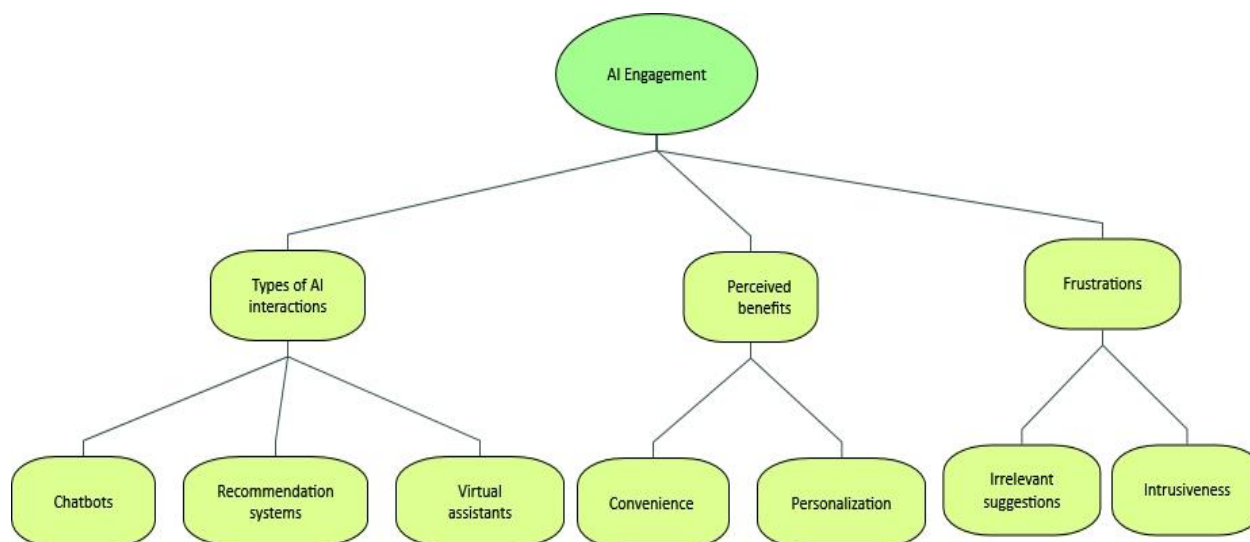 AI Engagement
Types of AI
interactions
Perceived
benefits
Frustrations
Chatbots
Recommendation
systems
Virtual
assistants
Convenience
Personalization
Irrelevant
suggestions
Intrusiveness